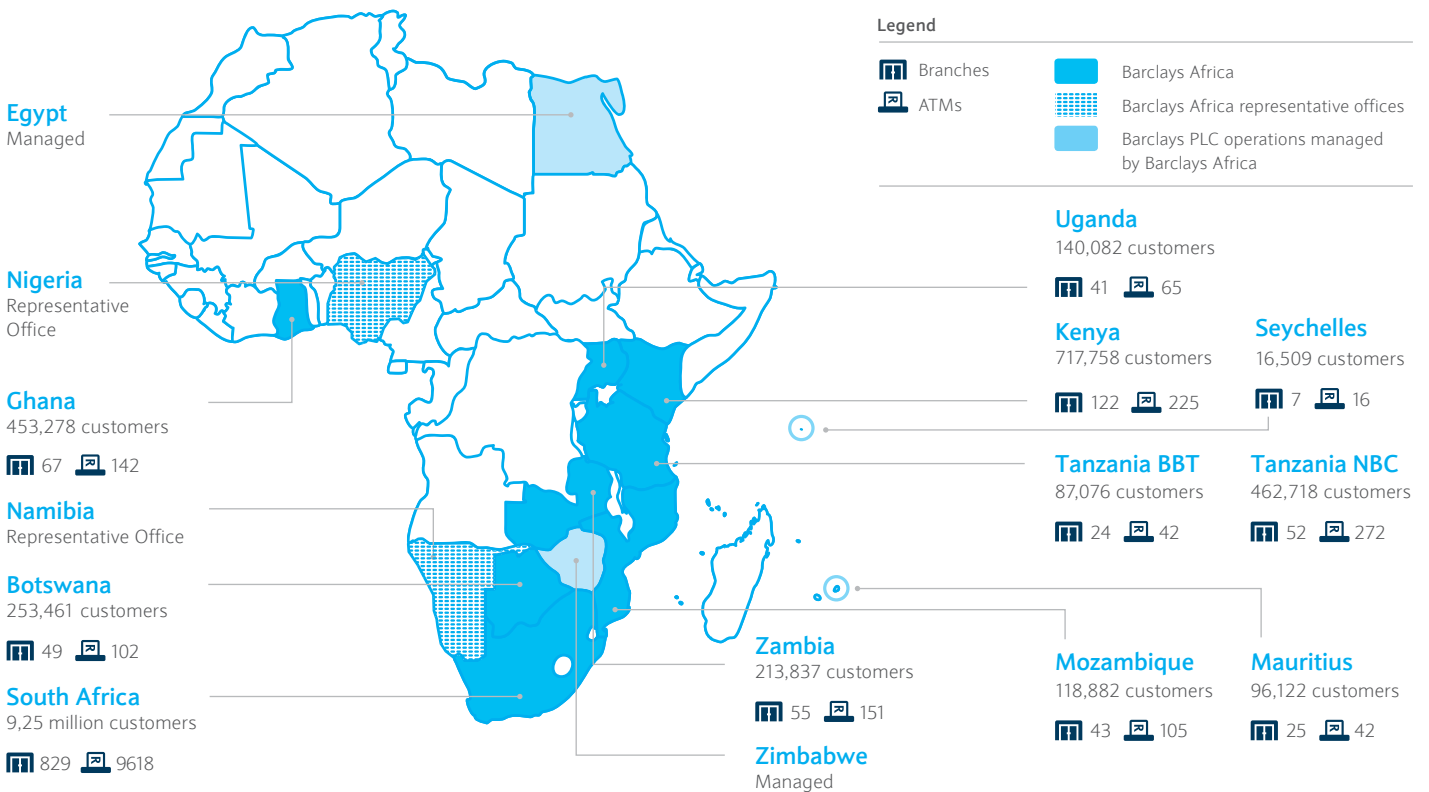 Legend
Branches
ATMs
Barclays Africa
Barclays Africa representative offices
Barclays PLC operations managed
by Barclays Africa
Egypt
Managed
Nigeria
Representative
Office
Ghana
453,278 customers
67 142
Namibia
Representative Office
Botswana
253,461 customers
49 102
South Africa
9,25 million customers
829 9618
Uganda
140,082 customers
41 65
Kenya
717,758 customers
122 225
Seychelles
16,509 customers
7 16
Tanzania BBT
87,076 customers
24 42
Tanzania NBC
462,718 customers
52 272
Zambia
213,837 customers
55 151
Zimbabwe
Managed
Mozambique
118,882 customers
43 105
Mauritius
96,122 customers
25 42